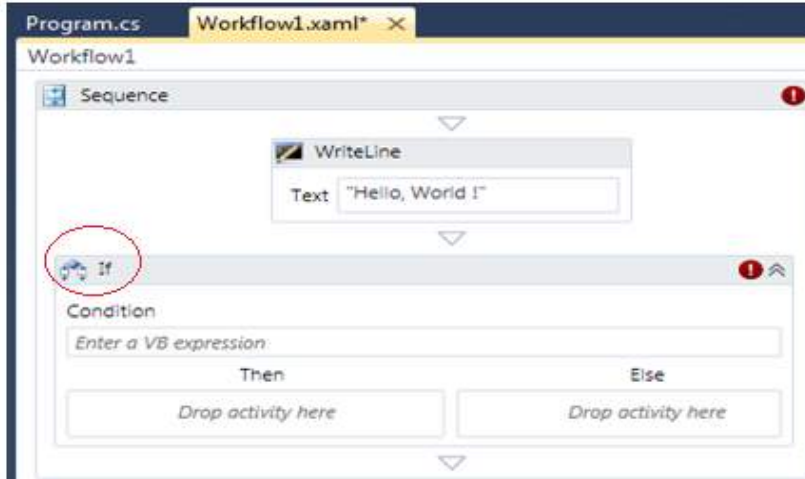 Program.cs Workflow1.xaml* ×
Workflow1
Sequence
WriteLine
Text "Hello, World !"
If
Condition
Enter a VB expression
Then Else
Drop activity here Drop activity here